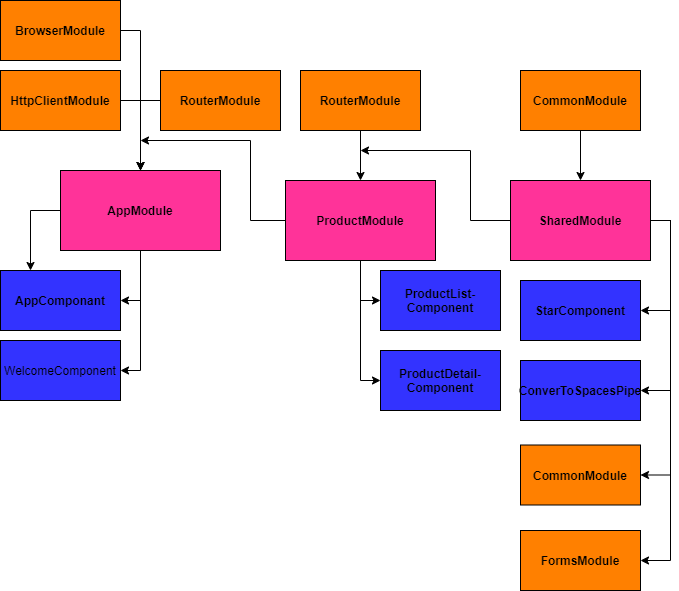 BrowserModule
HttpClientModule
RouterModule
RouterModule
CommonModule
AppModule
ProductModule
SharedModule
AppComponant
ProductList-
Component
StarComponent
WelcomeComponent
ProductDetail-
Component
ConverToSpacesPipe
CommonModule
FormsModule